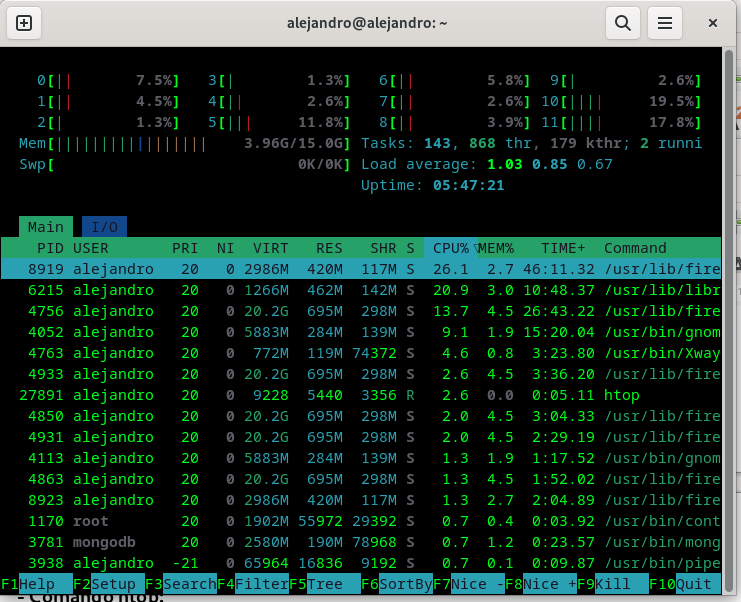 alejandro@alejandro: ~
0[|| 7.5%] 3[| 1.3%] 6[|| 5.8%] 9[| 2.6%]
1[|| 4.5%] 4[|| 2.6%] 7[|| 2.6%] 10[|||| 19.5%]
2[| 1.3%] 5[||| 11.8%] 8[|| 3.9%] 11[|||| 17.8%]
Mem[||||||||||||||||| 3.96G/15.0G] Tasks: 143, 868 thr, 179 kthr; 2 runni
Swp[ 0K/0K] Load average: 1.03 0.85 0.67
Uptime: 05:47:21
Main I/O
PID USER PRI NI VIRT RES SHR S CPU%▽MEM% TIME+ Command
8919 alejandro 20 0 2986M 420M 117M S 26.1 2.7 46:11.32 /usr/lib/fire
6215 alejandro 20 0 1266M 462M 142M S 20.9 3.0 10:48.37 /usr/lib/libr
4756 alejandro 20 0 20.2G 695M 298M S 13.7 4.5 26:43.22 /usr/lib/fire
4052 alejandro 20 0 5883M 284M 139M S 9.1 1.9 15:20.04 /usr/bin/gnom
4763 alejandro 20 0 772M 119M 74372 S 4.6 0.8 3:23.80 /usr/bin/Xway
4933 alejandro 20 0 20.2G 695M 298M S 2.6 4.5 3:36.20 /usr/lib/fire
27891 alejandro 20 0 9228 5440 3356 R 2.6 0.0 0:05.11 htop
4850 alejandro 20 0 20.2G 695M 298M S 2.0 4.5 3:04.33 /usr/lib/fire
4931 alejandro 20 0 20.2G 695M 298M S 2.0 4.5 2:29.19 /usr/lib/fire
4113 alejandro 20 0 5883M 284M 139M S 1.3 1.9 1:17.52 /usr/bin/gnom
4863 alejandro 20 0 20.2G 695M 298M S 1.3 4.5 1:52.02 /usr/lib/fire
8923 alejandro 20 0 2986M 420M 117M S 1.3 2.7 2:04.89 /usr/lib/fire
1170 root 20 0 1902M 55972 29392 S 0.7 0.4 0:03.92 /usr/bin/cont
3781 mongodb 20 0 2580M 190M 78968 S 0.7 1.2 0:23.57 /usr/bin/mong
3938 alejandro -21 0 65964 16836 9192 S 0.7 0.1 0:09.87 /usr/bin/pipe
F1Help F2Setup F3SearchF4FilterF5Tree F6SortByF7Nice -F8Nice +F9Kill F10Quit
- Comando htop: